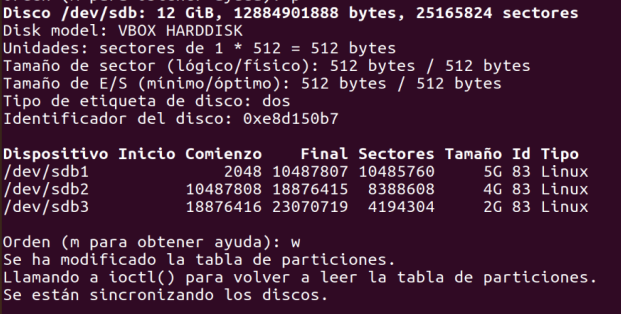 Disco /dev/sdb: 12 GiB, 12884901888 bytes, 25165824 sectores
Disk model: VBOX HARDDISK
Unidades: sectores de 1 * 512 = 512 bytes
Tamaño de sector (lógico/físico): 512 bytes / 512 bytes
Tamaño de E/S (mínimo/óptimo): 512 bytes / 512 bytes
Tipo de etiqueta de disco: dos
Identificador del disco: 0xe8d150b7
Dispositivo Inicio Comienzo    Final Sectores Tamaño Id Tipo
/dev/sdb1              2048 10487807 10485760     5G 83 Linux
/dev/sdb2          10487808 18876415  8388608     4G 83 Linux
/dev/sdb3          18876416 23070719  4194304     2G 83 Linux
Orden (m para obtener ayuda): w
Se ha modificado la tabla de particiones.
Llamando a ioctl() para volver a leer la tabla de particiones.
Se están sincronizando los discos.